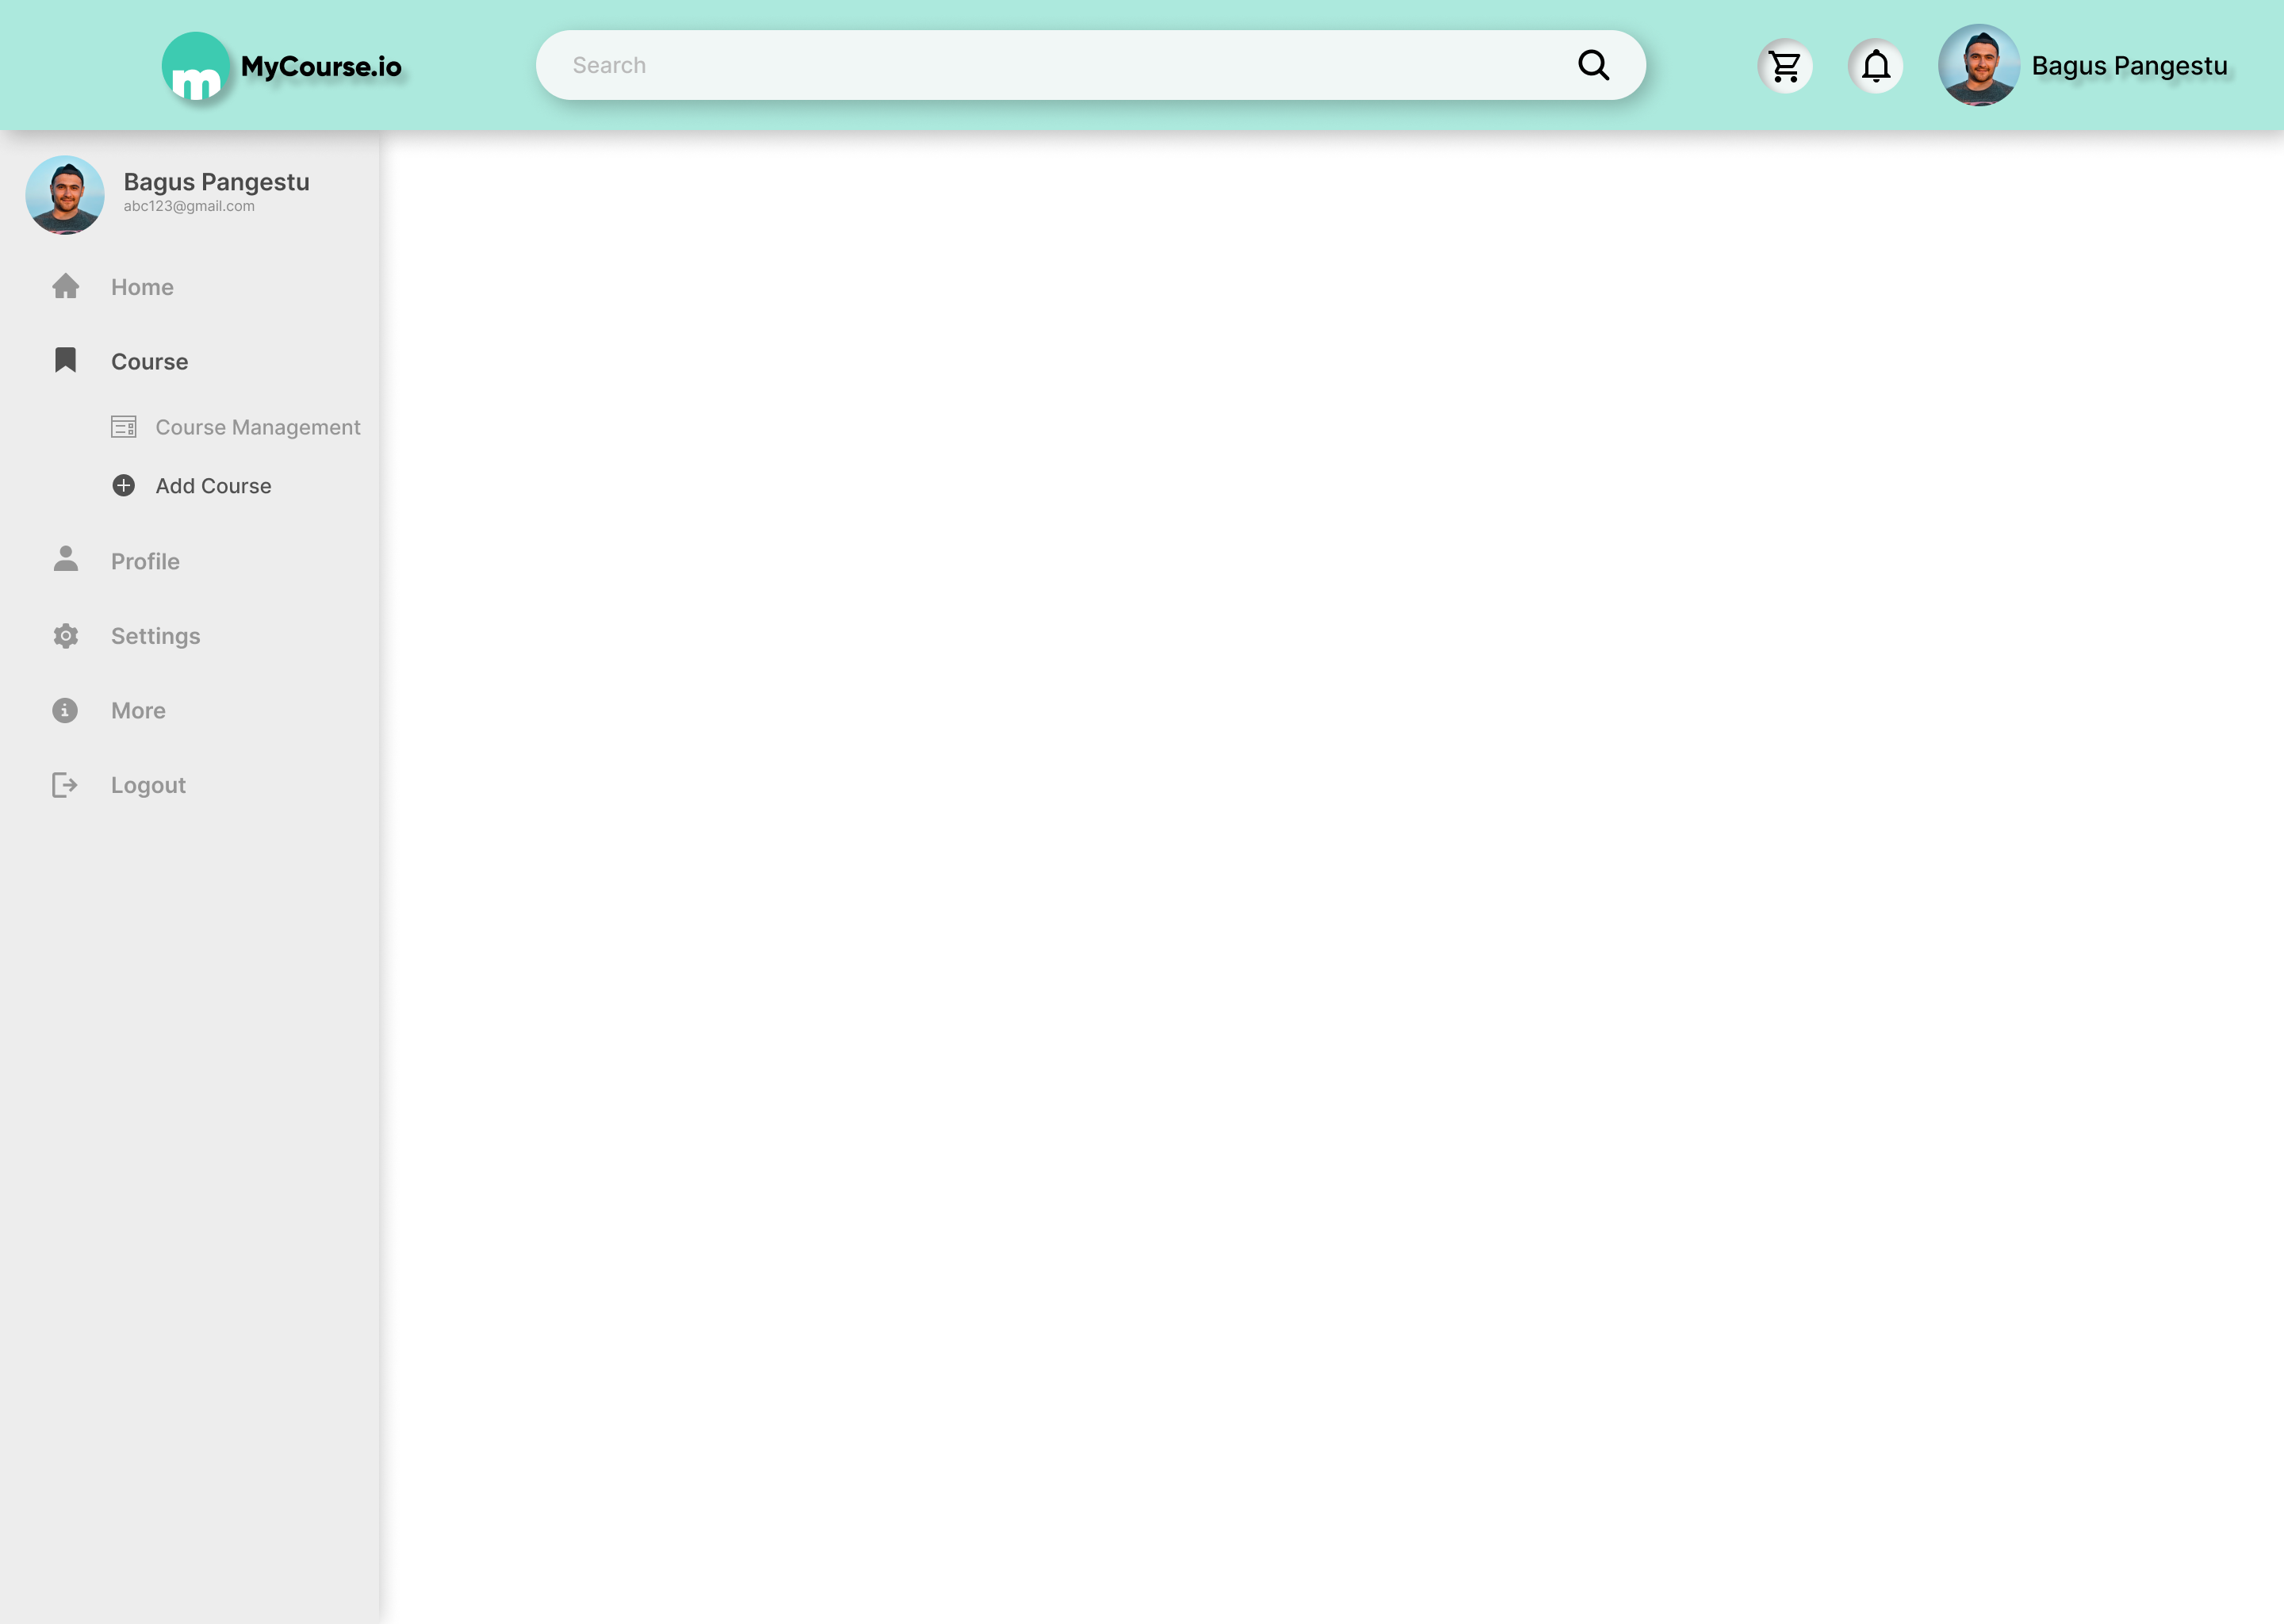 m
MyCourse.io
Search
Bagus Pangestu
Bagus Pangestu
abc123@gmail.com
Home
Course
Course Management
Add Course
Profile
Settings
More
Logout